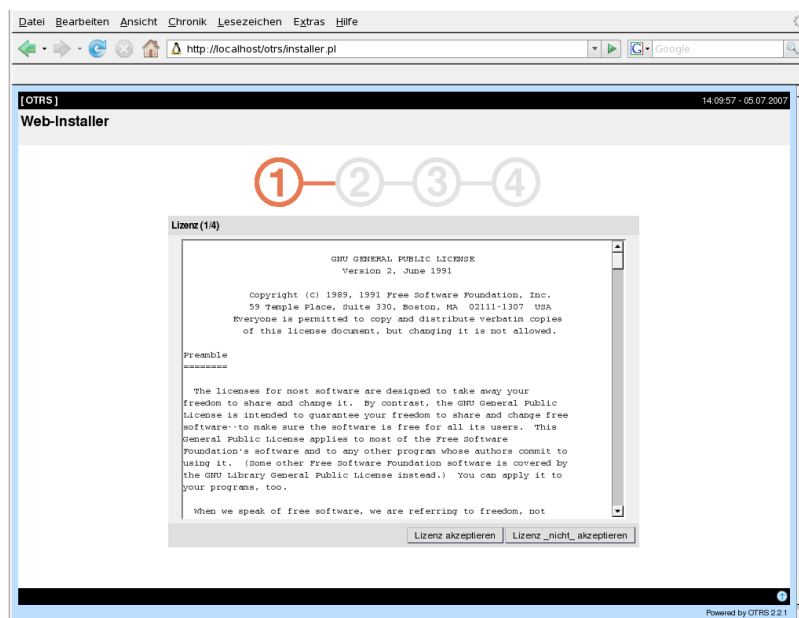 Datei Bearbeiten Ansicht Chronik Lesezeichen Extras Hilfe
http://localhost/otrs/installer.pl
G Google
[ OTRS ] 14:09:57 - 05.07.2007
Web-Installer
1 2 3 4
Lizenz (1/4)
GNU GENERAL PUBLIC LICENSE
Version 2, June 1991
Copyright (C) 1989, 1991 Free Software Foundation, Inc.
59 Temple Place, Suite 330, Boston, MA 02111-1307 USA
Everyone is permitted to copy and distribute verbatim copies
of this license document, but changing it is not allowed.
Preamble
========
The licenses for most software are designed to take away your
freedom to share and change it. By contrast, the GNU General Public
License is intended to guarantee your freedom to share and change free
software--to make sure the software is free for all its users. This
General Public License applies to most of the Free Software
Foundation's software and to any other program whose authors commit to
using it. (Some other Free Software Foundation software is covered by
the GNU Library General Public License instead.) You can apply it to
your programs, too.
When we speak of free software, we are referring to freedom, not
Lizenz akzeptieren Lizenz _nicht_ akzeptieren
Powered by OTRS 2.2.1